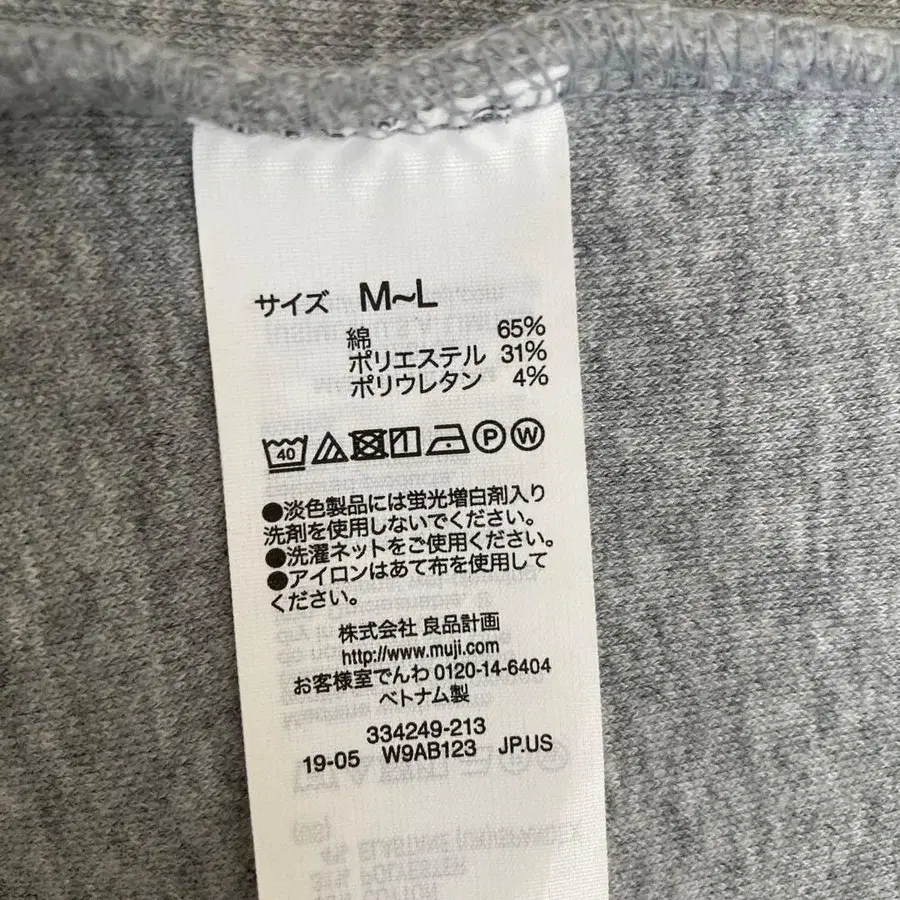 サイズ M~L
綿 65%
ポリエステル 31%
ポリウレタン 4%
40 P W
●淡色製品には蛍光増白剤入り
洗剤を使用しないでください。
●洗濯ネットをご使用ください。
●アイロンはあて布を使用して
ください。
株式会社 良品計画
http://www.muji.com
お客様室でんわ 0120-14-6404
ベトナム製
334249-213
19-05 W9AB123 JP.US